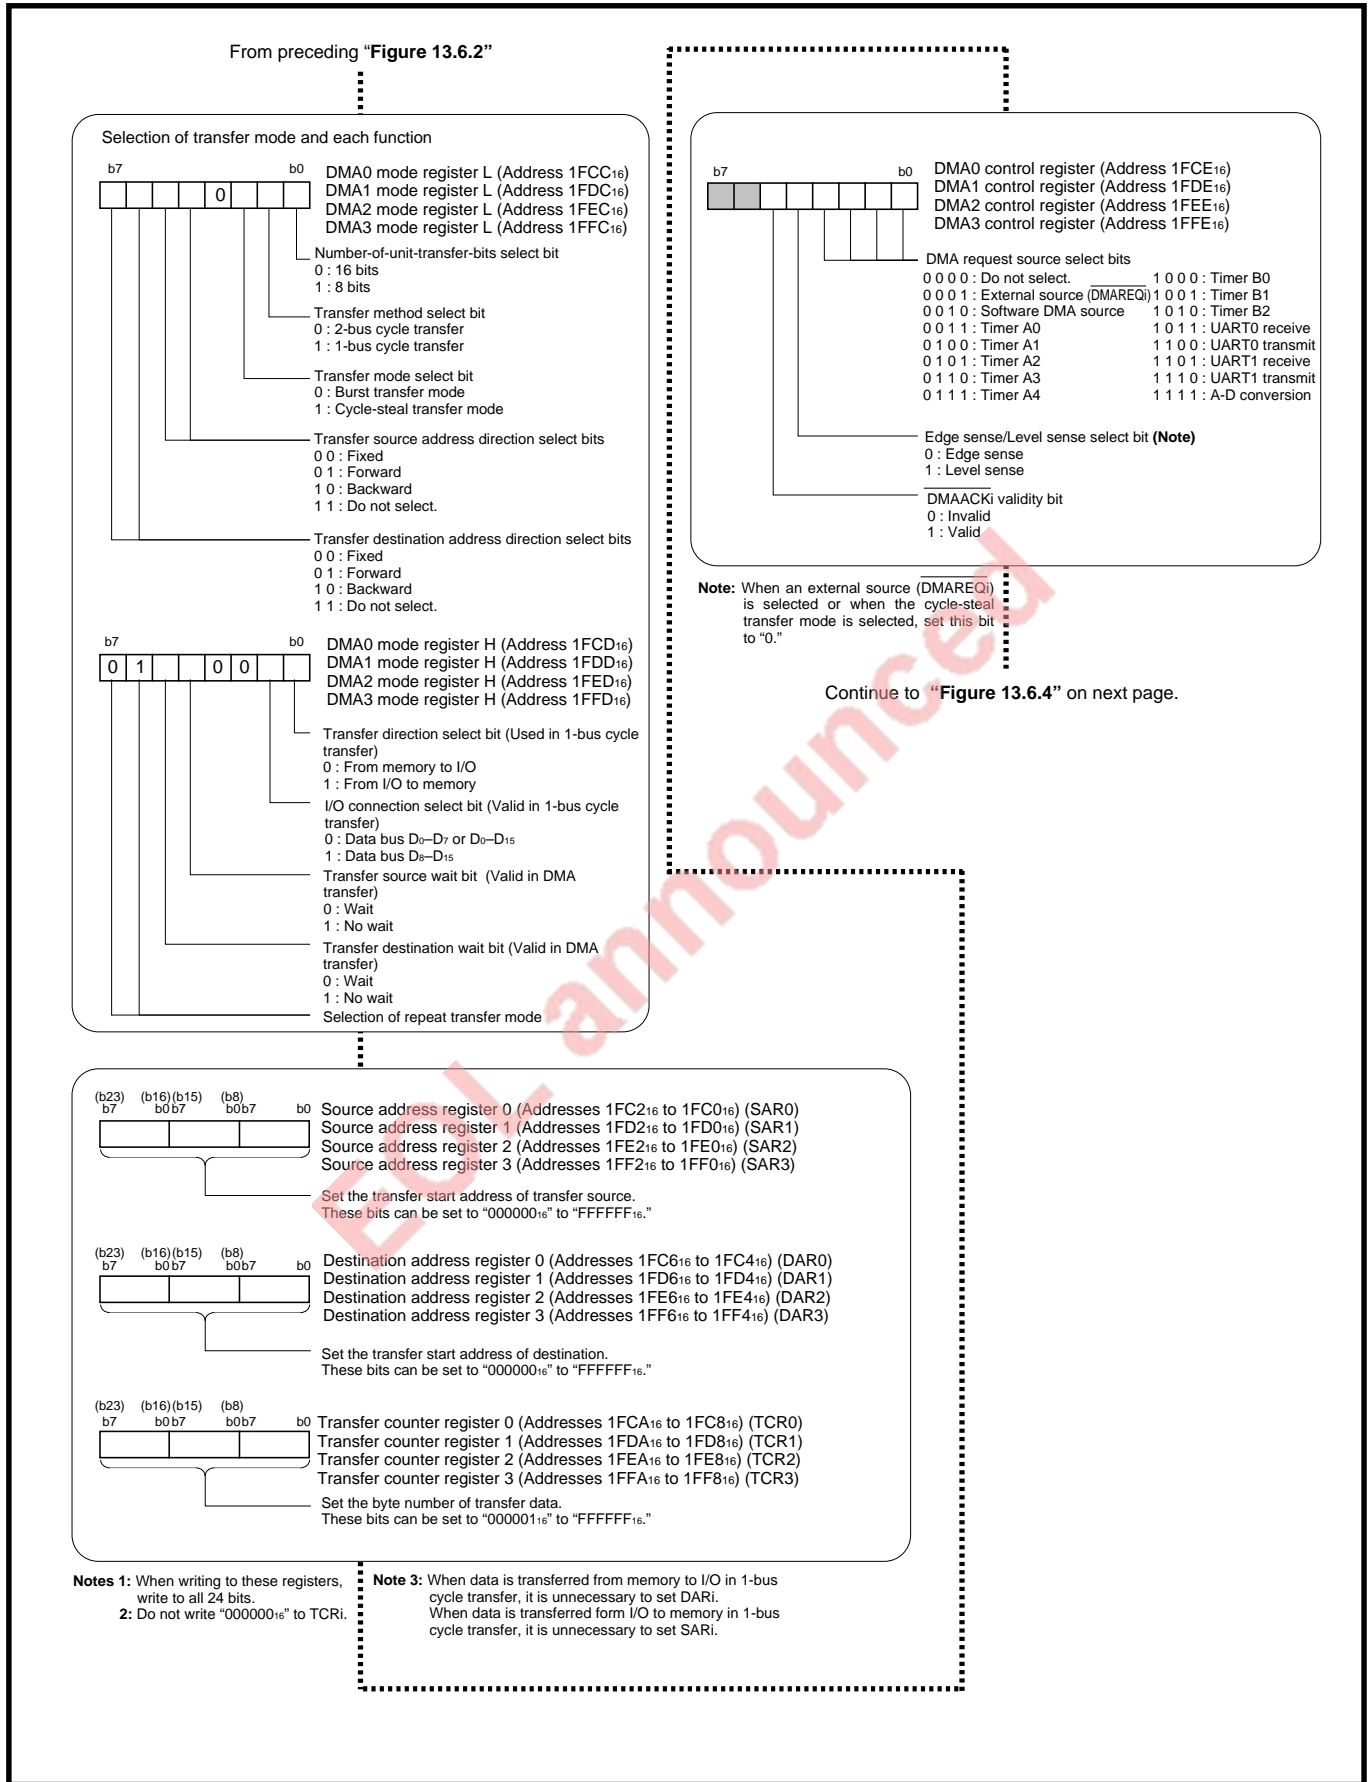 From preceding “Figure 13.6.2”
Selection of transfer mode and each function
b7 b0
0
DMA0 mode register L (Address 1FCC16)
DMA1 mode register L (Address 1FDC16)
DMA2 mode register L (Address 1FEC16)
DMA3 mode register L (Address 1FFC16)
Number-of-unit-transfer-bits select bit
0 : 16 bits
1 : 8 bits
Transfer method select bit
0 : 2-bus cycle transfer
1 : 1-bus cycle transfer
Transfer mode select bit
0 : Burst transfer mode
1 : Cycle-steal transfer mode
Transfer source address direction select bits
0 0 : Fixed
0 1 : Forward
1 0 : Backward
1 1 : Do not select.
Transfer destination address direction select bits
0 0 : Fixed
0 1 : Forward
1 0 : Backward
1 1 : Do not select.
b7 b0
0 1 0 0
DMA0 mode register H (Address 1FCD16)
DMA1 mode register H (Address 1FDD16)
DMA2 mode register H (Address 1FED16)
DMA3 mode register H (Address 1FFD16)
Transfer direction select bit (Used in 1-bus cycle
transfer)
0 : From memory to I/O
1 : From I/O to memory
I/O connection select bit (Valid in 1-bus cycle
transfer)
0 : Data bus D0–D7 or D0–D15
1 : Data bus D8–D15
Transfer source wait bit (Valid in DMA
transfer)
0 : Wait
1 : No wait
Transfer destination wait bit (Valid in DMA
transfer)
0 : Wait
1 : No wait
Selection of repeat transfer mode
(b23) (b16)(b15) (b8)
b7 b0 b7 b0 b7 b0
Source address register 0 (Addresses 1FC216 to 1FC016) (SAR0)
Source address register 1 (Addresses 1FD216 to 1FD016) (SAR1)
Source address register 2 (Addresses 1FE216 to 1FE016) (SAR2)
Source address register 3 (Addresses 1FF216 to 1FF016) (SAR3)
Set the transfer start address of transfer source.
These bits can be set to “00000016” to “FFFFFF16.”
(b23) (b16)(b15) (b8)
b7 b0 b7 b0 b7 b0
Destination address register 0 (Addresses 1FC616 to 1FC416) (DAR0)
Destination address register 1 (Addresses 1FD616 to 1FD416) (DAR1)
Destination address register 2 (Addresses 1FE616 to 1FE416) (DAR2)
Destination address register 3 (Addresses 1FF616 to 1FF416) (DAR3)
Set the transfer start address of destination.
These bits can be set to “00000016” to “FFFFFF16.”
(b23) (b16)(b15) (b8)
b7 b0 b7 b0 b7 b0
Transfer counter register 0 (Addresses 1FCA16 to 1FC816) (TCR0)
Transfer counter register 1 (Addresses 1FDA16 to 1FD816) (TCR1)
Transfer counter register 2 (Addresses 1FEA16 to 1FE816) (TCR2)
Transfer counter register 3 (Addresses 1FFA16 to 1FF816) (TCR3)
Set the byte number of transfer data.
These bits can be set to “00000116” to “FFFFFF16.”
Notes 1: When writing to these registers,
write to all 24 bits.
2: Do not write “00000016” to TCRi.
Note 3: When data is transferred from memory to I/O in 1-bus
cycle transfer, it is unnecessary to set DARi.
When data is transferred form I/O to memory in 1-bus
cycle transfer, it is unnecessary to set SARi.
b7 b0
DMA0 control register (Address 1FCE16)
DMA1 control register (Address 1FDE16)
DMA2 control register (Address 1FEE16)
DMA3 control register (Address 1FFE16)
DMA request source select bits
0 0 0 0 : Do not select. 1 0 0 0 : Timer B0
0 0 0 1 : External source (DMAREQi) 1 0 0 1 : Timer B1
0 0 1 0 : Software DMA source 1 0 1 0 : Timer B2
0 0 1 1 : Timer A0 1 0 1 1 : UART0 receive
0 1 0 0 : Timer A1 1 1 0 0 : UART0 transmit
0 1 0 1 : Timer A2 1 1 0 1 : UART1 receive
0 1 1 0 : Timer A3 1 1 1 0 : UART1 transmit
0 1 1 1 : Timer A4 1 1 1 1 : A-D conversion
Edge sense/Level sense select bit (Note)
0 : Edge sense
1 : Level sense
DMAACKi validity bit
0 : Invalid
1 : Valid
Note: When an external source (DMAREQi)
is selected or when the cycle-steal
transfer mode is selected, set this bit
to “0.”
Continue to “Figure 13.6.4” on next page.
EOL announced